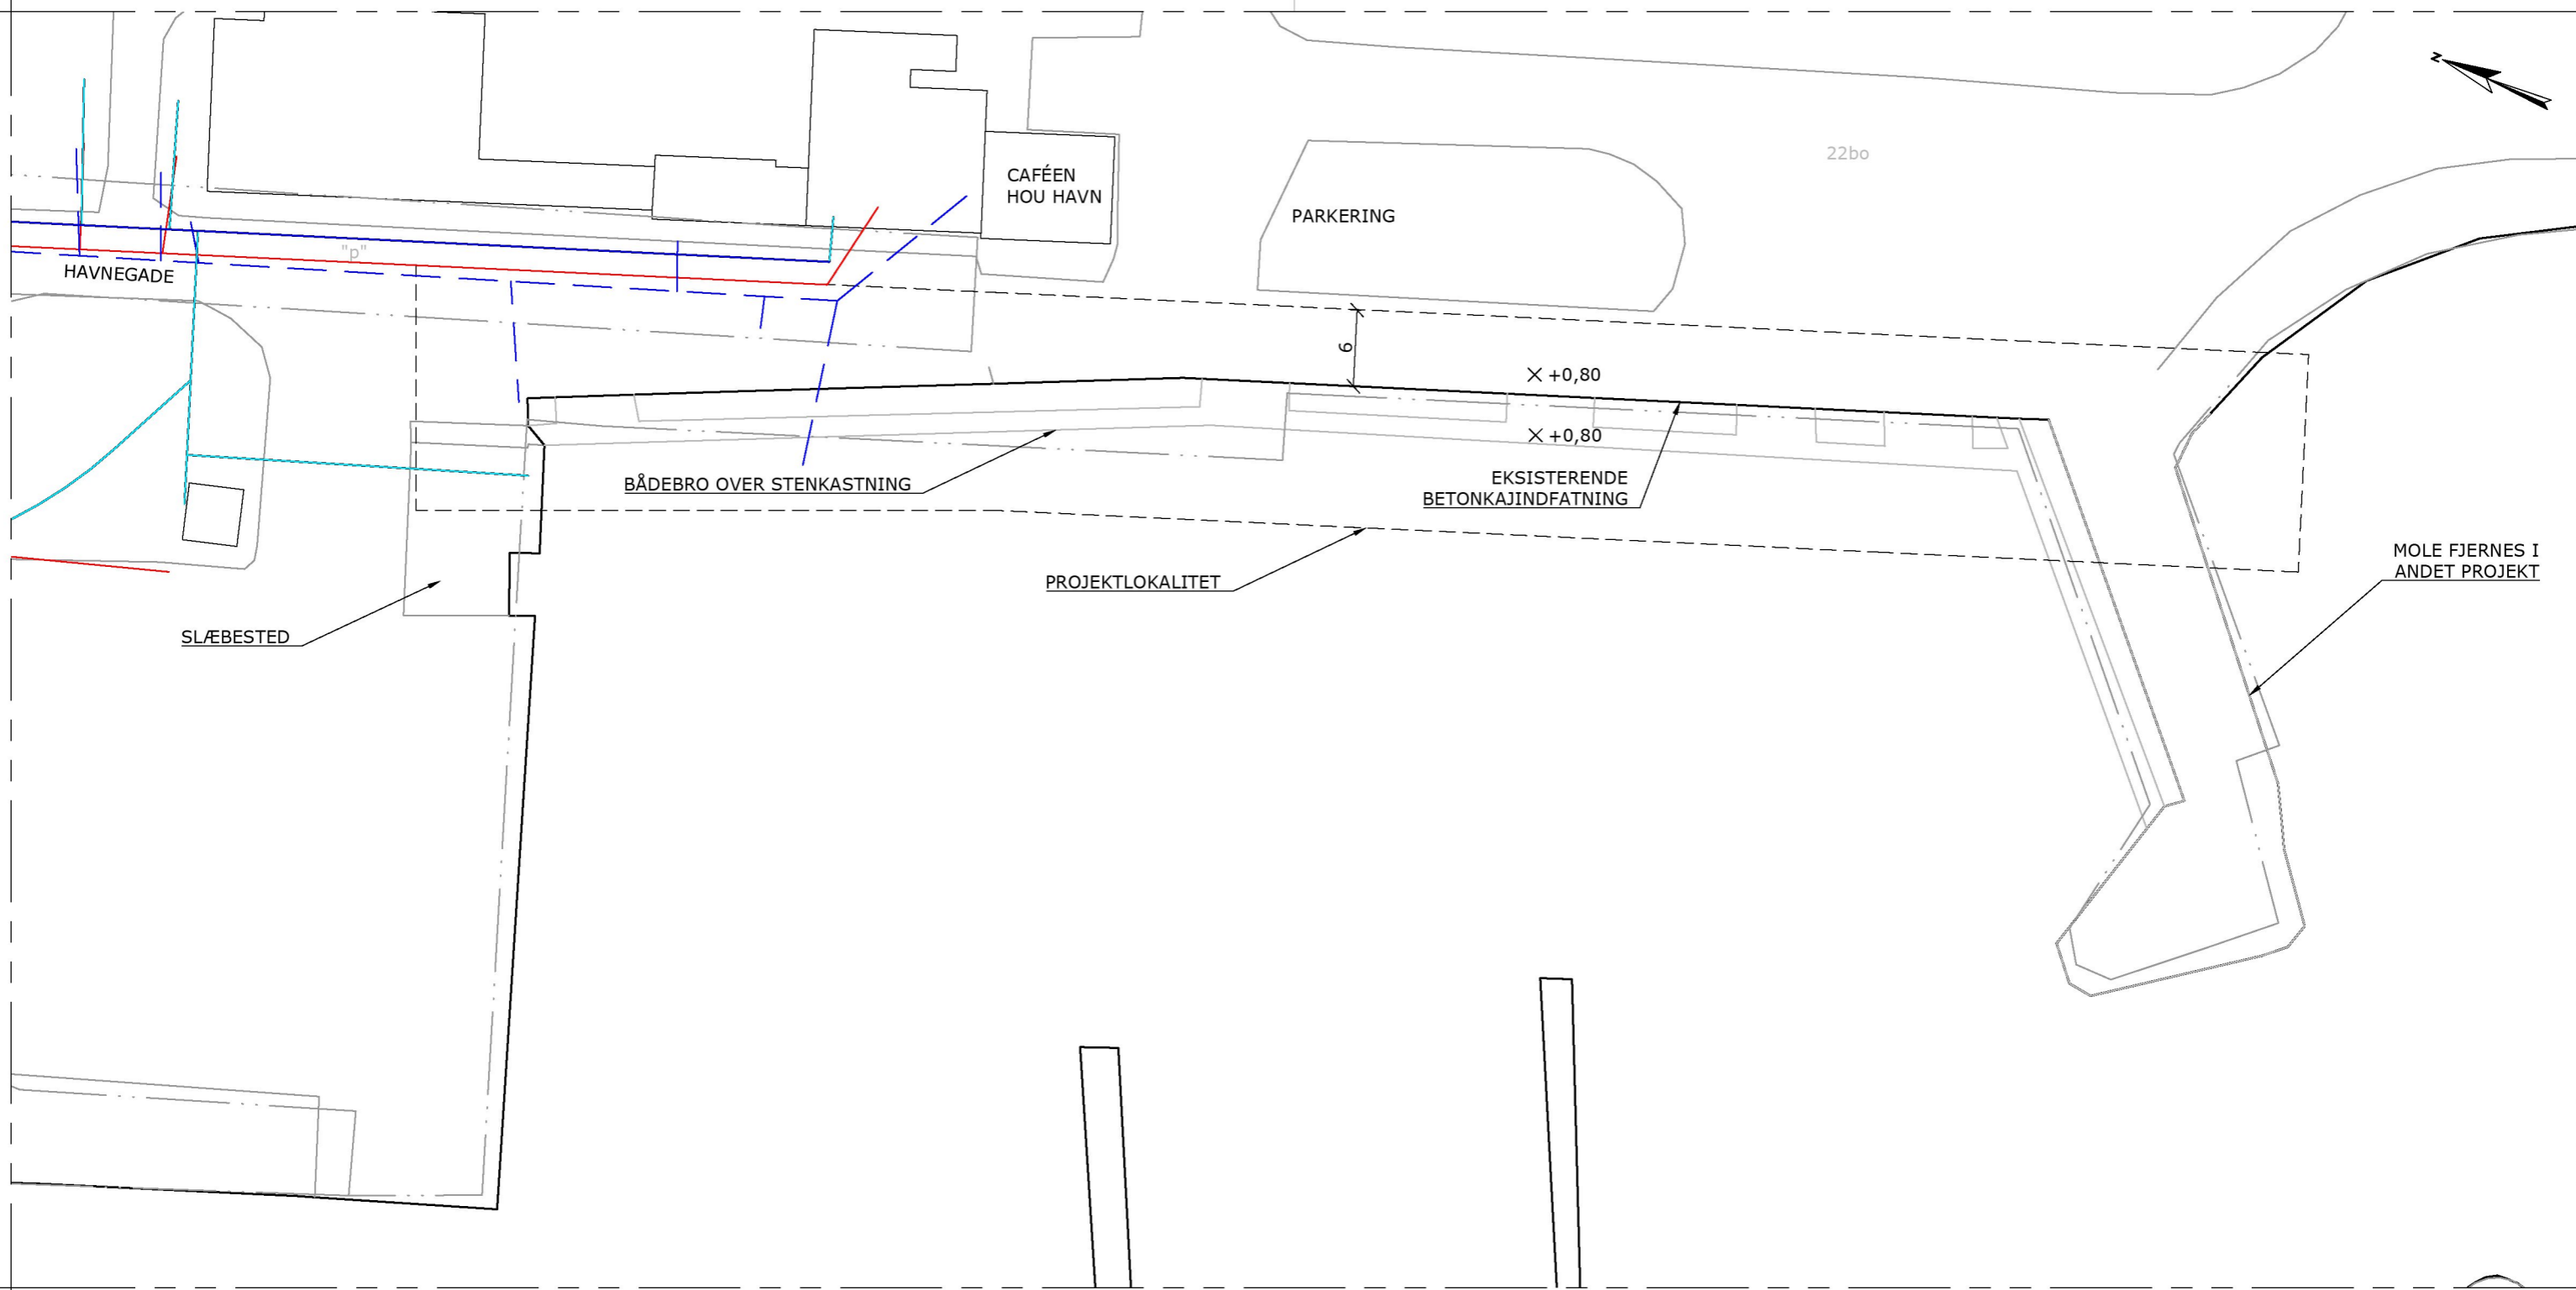 N
22bo
CAFÉEN
HOU HAVN
PARKERING
"p"
HAVNEGADE
6
+0,80
+0,80
BÅDEBRO OVER STENKASTNING
EKSISTERENDE
BETONKAJINDFATNING
PROJEKTLOKALITET
MOLE FJERNES I
ANDET PROJEKT
SLÆBESTED